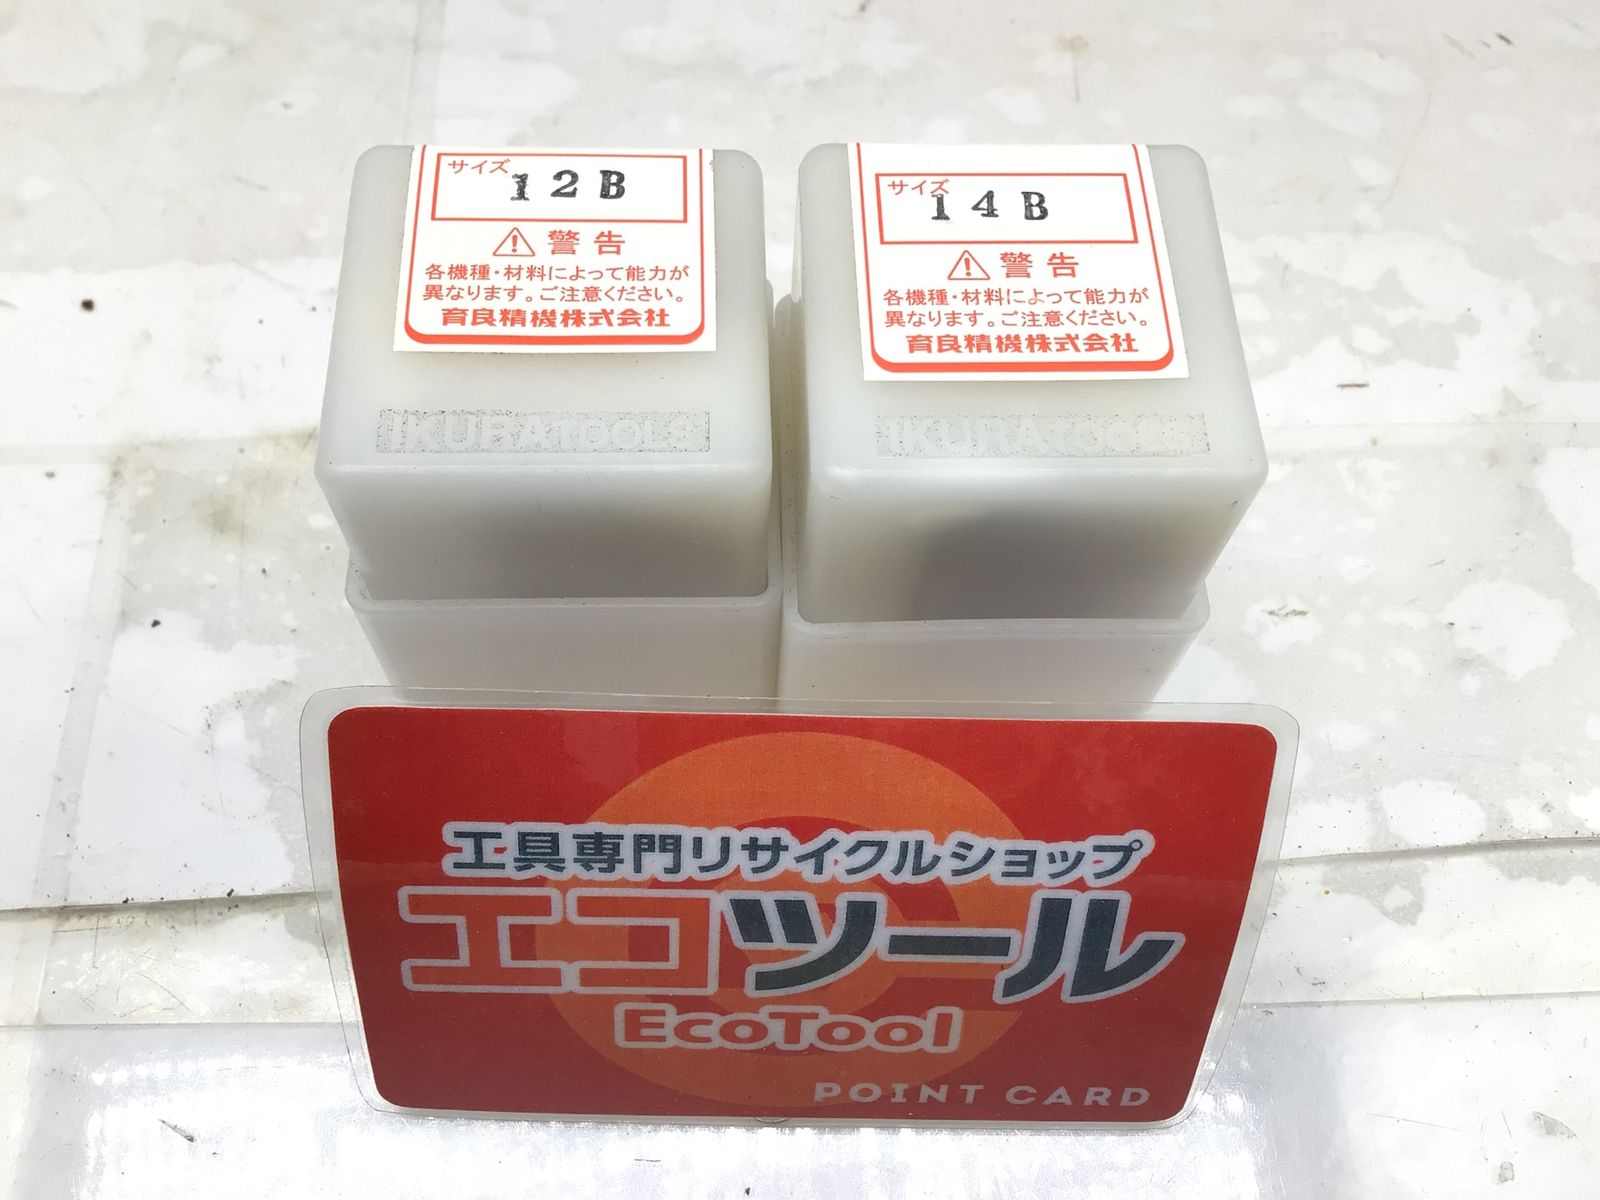 サイズ
12B
警告
各機種・材料によって能力が
異なります。ご注意ください。
育良精機株式会社
IKURATOOLS
サイズ
14B
警告
各機種・材料によって能力が
異なります。ご注意ください。
育良精機株式会社
IKURATOOLS
工具専門リサイクルショップ
エコツール
EcoTool
POINT CARD